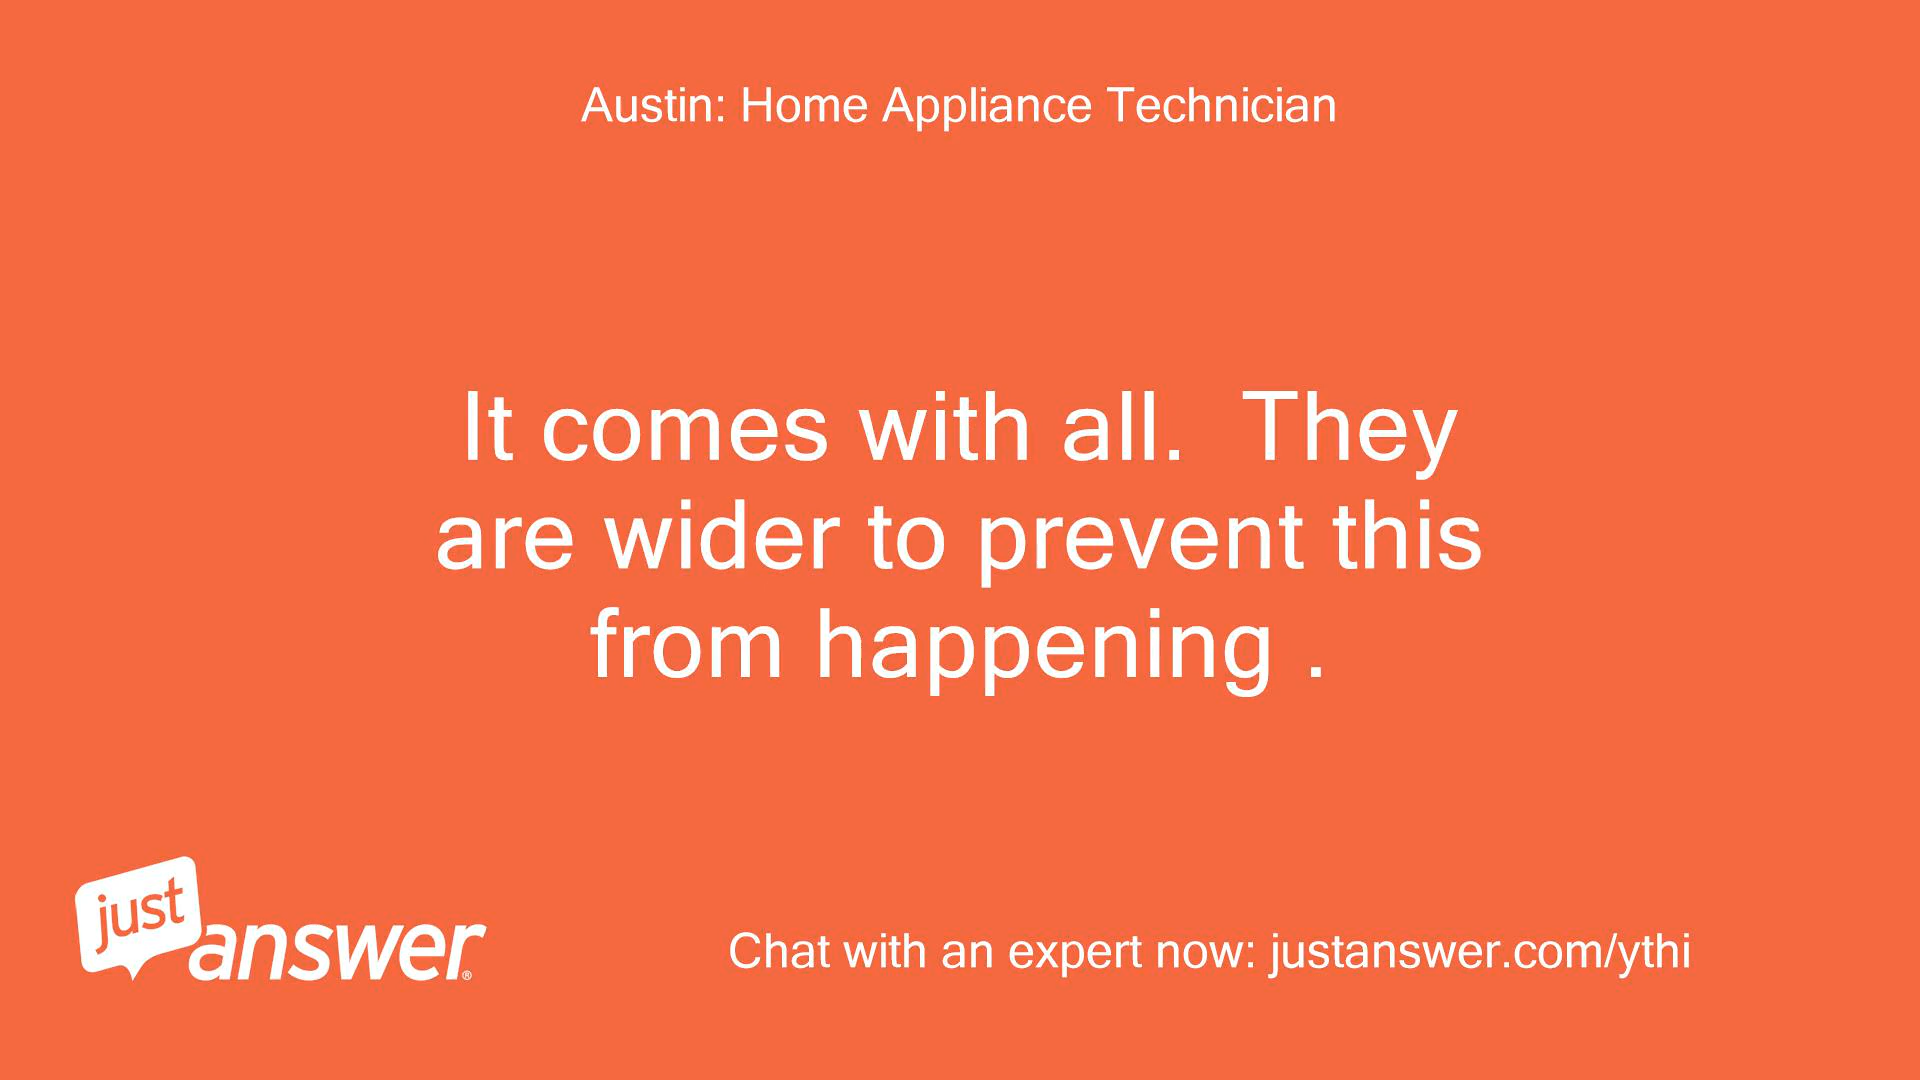 Austin: Home Appliance Technician
It comes with all.  They
are wider to prevent this
from happening .
just
answer®
Chat with an expert now: justanswer.com/ythi